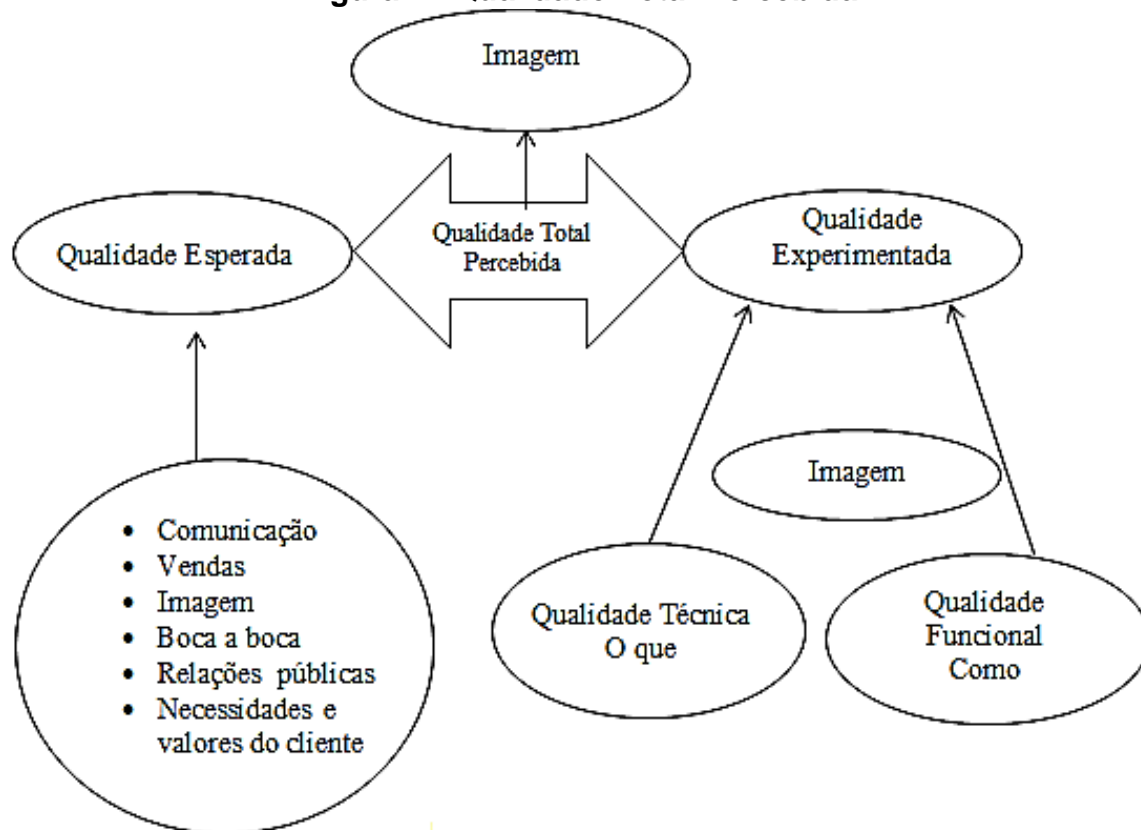 Imagem
Qualidade Total
Percebida
Qualidade Esperada
Qualidade
Experimentada
Imagem
• Comunicação
• Vendas
• Imagem
• Boca a boca
• Relações públicas
• Necessidades e
valores do cliente
Qualidade Técnica
O que
Qualidade
Funcional
Como